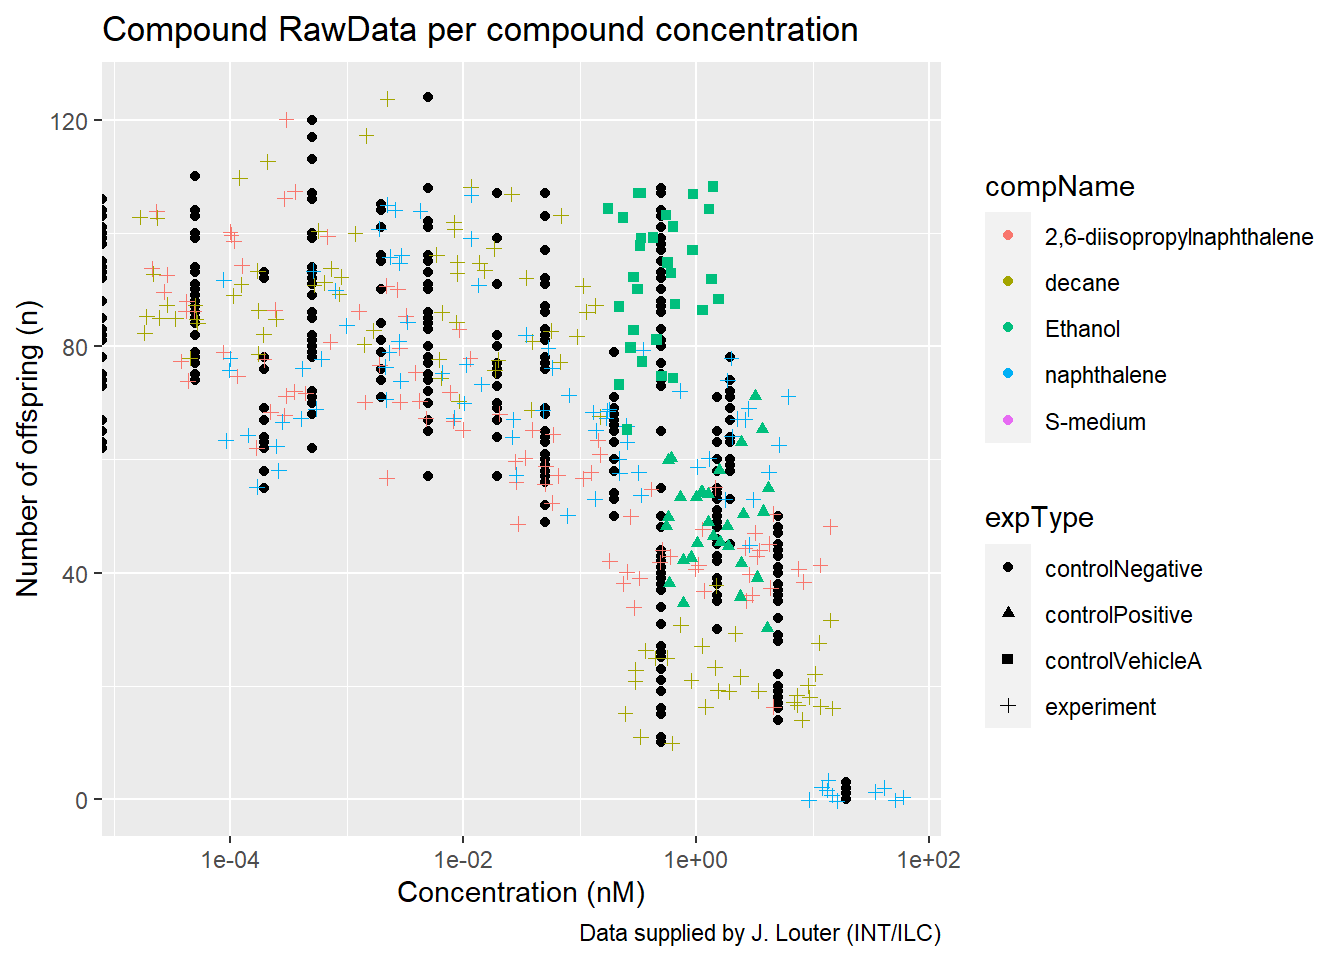 Compound RawData per compound concentration
Number of offspring (n)
120
80
40
0
1e-04
1e-02
1e+00
1e+02
Concentration (nM)
Data supplied by J. Louter (INT/ILC)
compName
2,6-diisopropylnaphthalene
decane
Ethanol
naphthalene
S-medium
expType
controlNegative
controlPositive
controlVehicleA
experiment